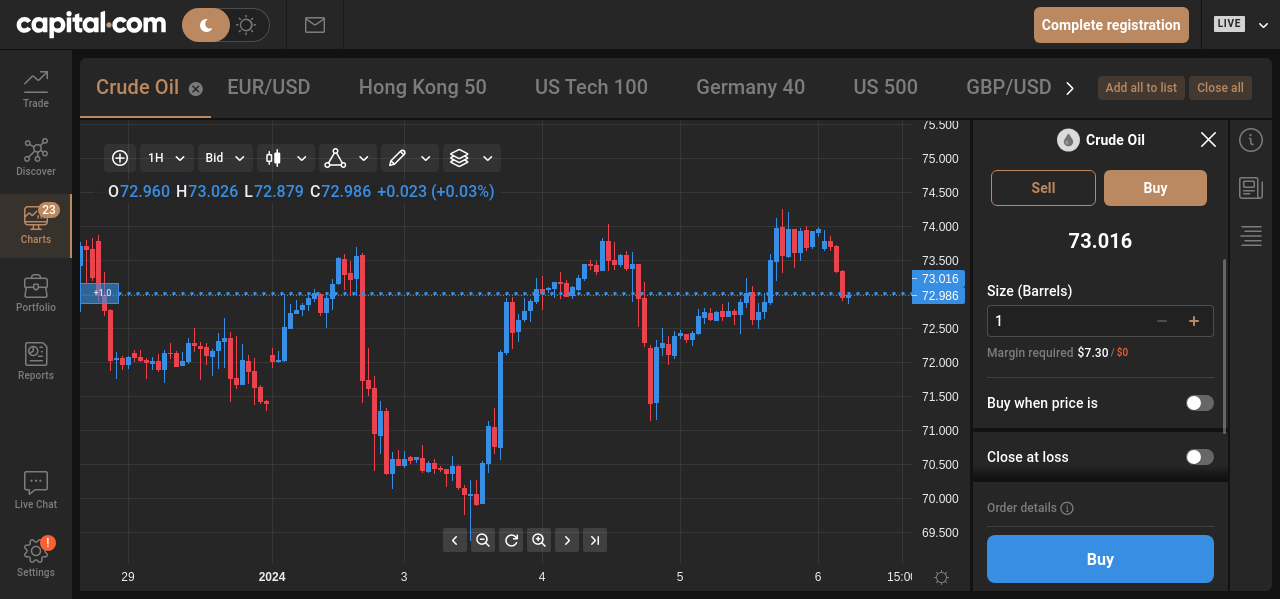 capital.com
Complete registration
LIVE
Trade
Discover
23
Charts
Portfolio
Reports
Live Chat
!
Settings
Crude Oil EUR/USD Hong Kong 50 US Tech 100 Germany 40 US 500 GBP/USD
Add all to list Close all
1H Bid
O72.960 H73.026 L72.879 C72.986 +0.023 (+0.03%)
+1.0
75.500
75.000
74.500
74.000
73.500
73.016
72.986
72.500
72.000
71.500
71.000
70.500
70.000
69.500
29 2024 3 4 5 6 15:00
Crude Oil
Sell Buy
73.016
Size (Barrels)
1
Margin required $7.30 / $0
Buy when price is
Close at loss
Order details
Buy